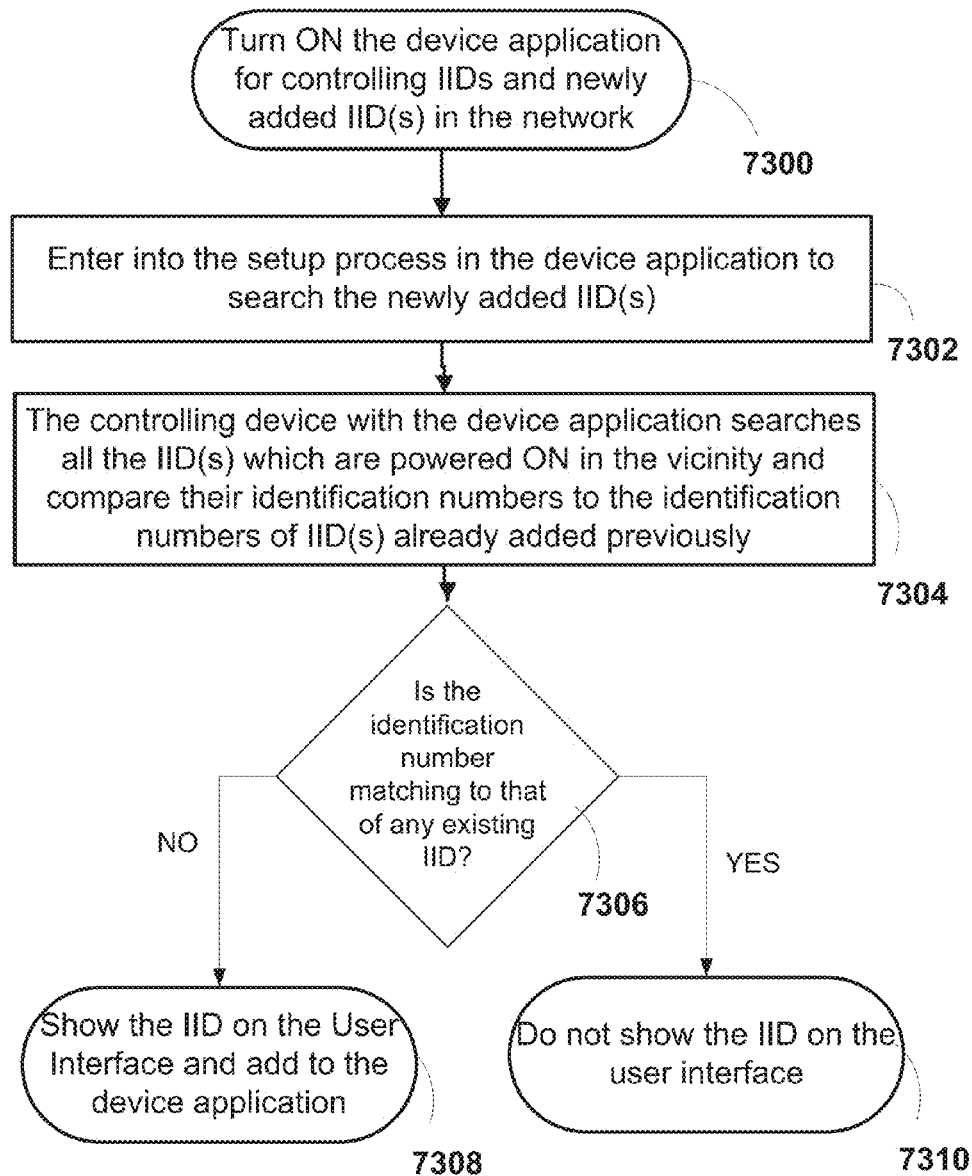 Turn ON the device application
for controlling IIDs and newly
added IID(s) in the network
7300
Enter into the setup process in the device application to
search the newly added IID(s)
7302
The controlling device with the device application searches
all the IID(s) which are powered ON in the vicinity and
compare their identification numbers to the identification
numbers of IID(s) already added previously
7304
Is the
identification
number
matching to that
of any existing
IID?
7306
NO
YES
Show the IID on the User
Interface and add to the
device application
7308
Do not show the IID on the
user interface
7310